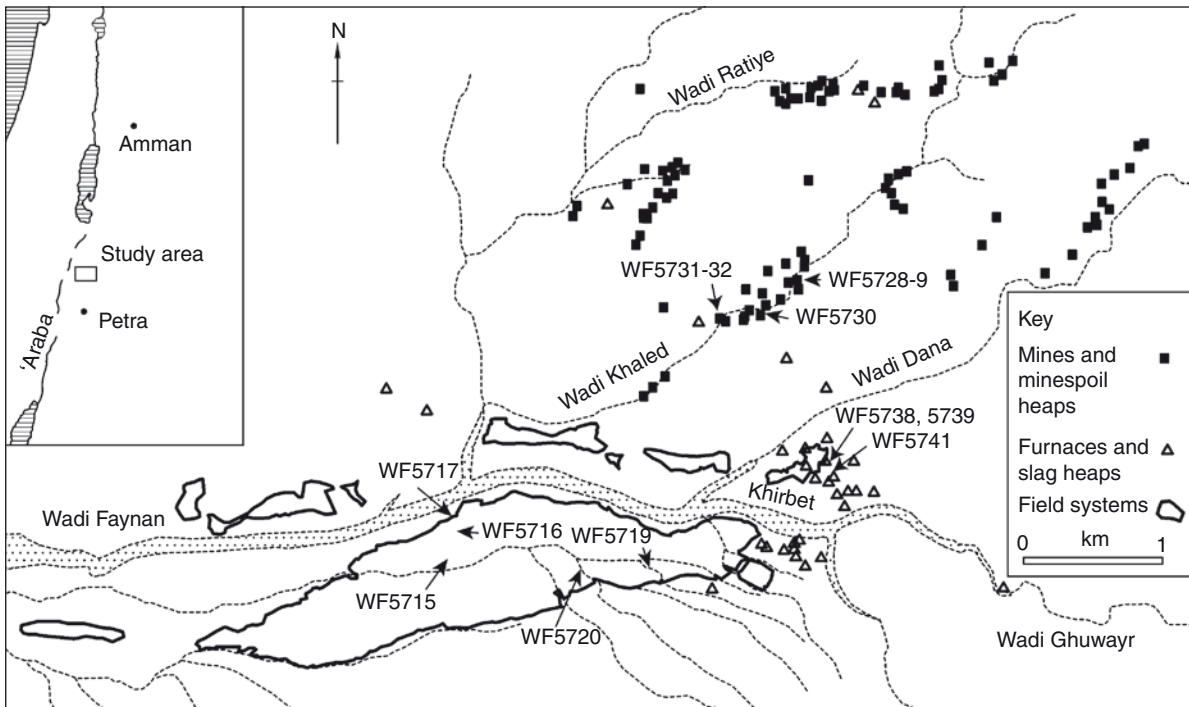 Amman
Study area
Petra
'Araba
N
Wadi Ratiye
WF5731-32
WF5728-9
WF5730
Wadi Khaled
Wadi Dana
WF5738, 5739
WF5741
Khirbet
WF5717
Wadi Faynan
WF5716
WF5719
WF5715
WF5720
Wadi Ghuwayr
Key
Mines and
minespoil
heaps
Furnaces and
slag heaps
Field systems
0 km 1